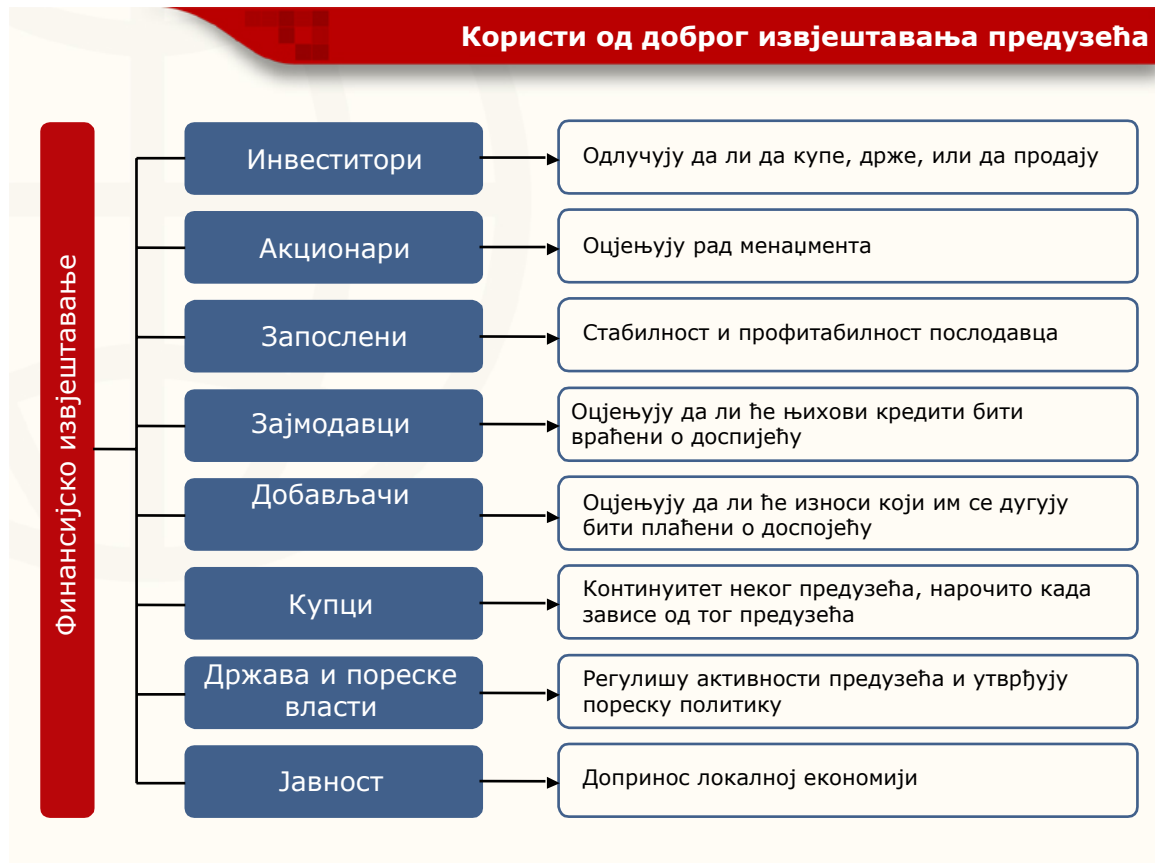 Користи од доброг извјештавања предузећа
Финансијско извјештавање
Инвеститори
Одлучују да ли да купе, држе, или да продају
Акционари
Оцјењују рад менаџмента
Запослени
Стабилност и профитабилност послодавца
Зајмодавци
Оцјењују да ли ће њихови кредити бити
враћени о доспијећу
Добављачи
Оцјењују да ли ће износи који им се дугују
бити плаћени о доспојећу
Купци
Континуитет неког предузећа, нарочито када
зависе од тог предузећа
Држава и пореске
власти
Регулишу активности предузећа и утврђују
пореску политику
Јавност
Допринос локалној економији